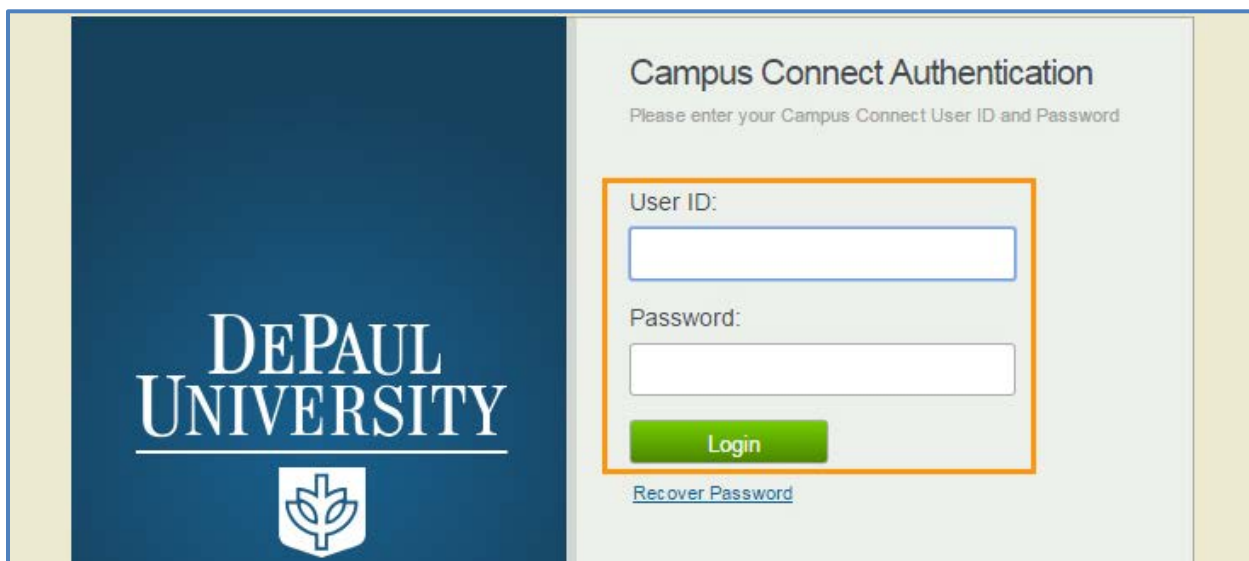 DEPAUL
UNIVERSITY
Campus Connect Authentication
Please enter your Campus Connect User ID and Password
User ID:
Password:
Login
Recover Password